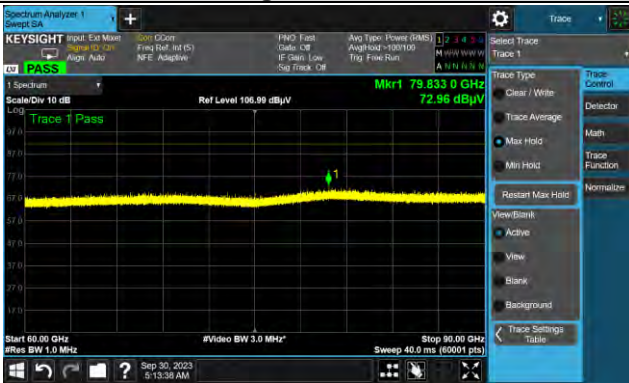 Spectrum Analyzer 1
Swept SA
+
Trace
KEYSIGHT Input: Ext Mixer Corr CCorr PNO: Fast Avg Type: Power (RMS) 1 2 3 4 5 6
Signal ID: On Freq Ref: Int (S) Gate: Off Avg|Hold: >100/100 M W W W W W
Align: Auto NFE: Adaptive IF Gain: Low Trig: Free Run A N N N N N
PASS Sig Track: Off
Select Trace
Trace 1
1 Spectrum
Mkr1 79.833 0 GHz
Scale/Div 10 dB Ref Level 106.99 dBµV 72.96 dBµV
Log
Trace 1 Pass
97.0
87.0
77.0
67.0
57.0
47.0
37.0
27.0
17.0
1
Start 60.00 GHz #Video BW 3.0 MHz* Stop 90.00 GHz
#Res BW 1.0 MHz Sweep 40.0 ms (60001 pts)
Trace Type
Clear / Write
Trace Average
Max Hold
Min Hold
Restart Max Hold
View/Blank
Active
View
Blank
Background
Trace Settings
Table
Trace
Control
Detector
Math
Trace
Function
Normalize
?
Sep 30, 2023
5:13:38 AM